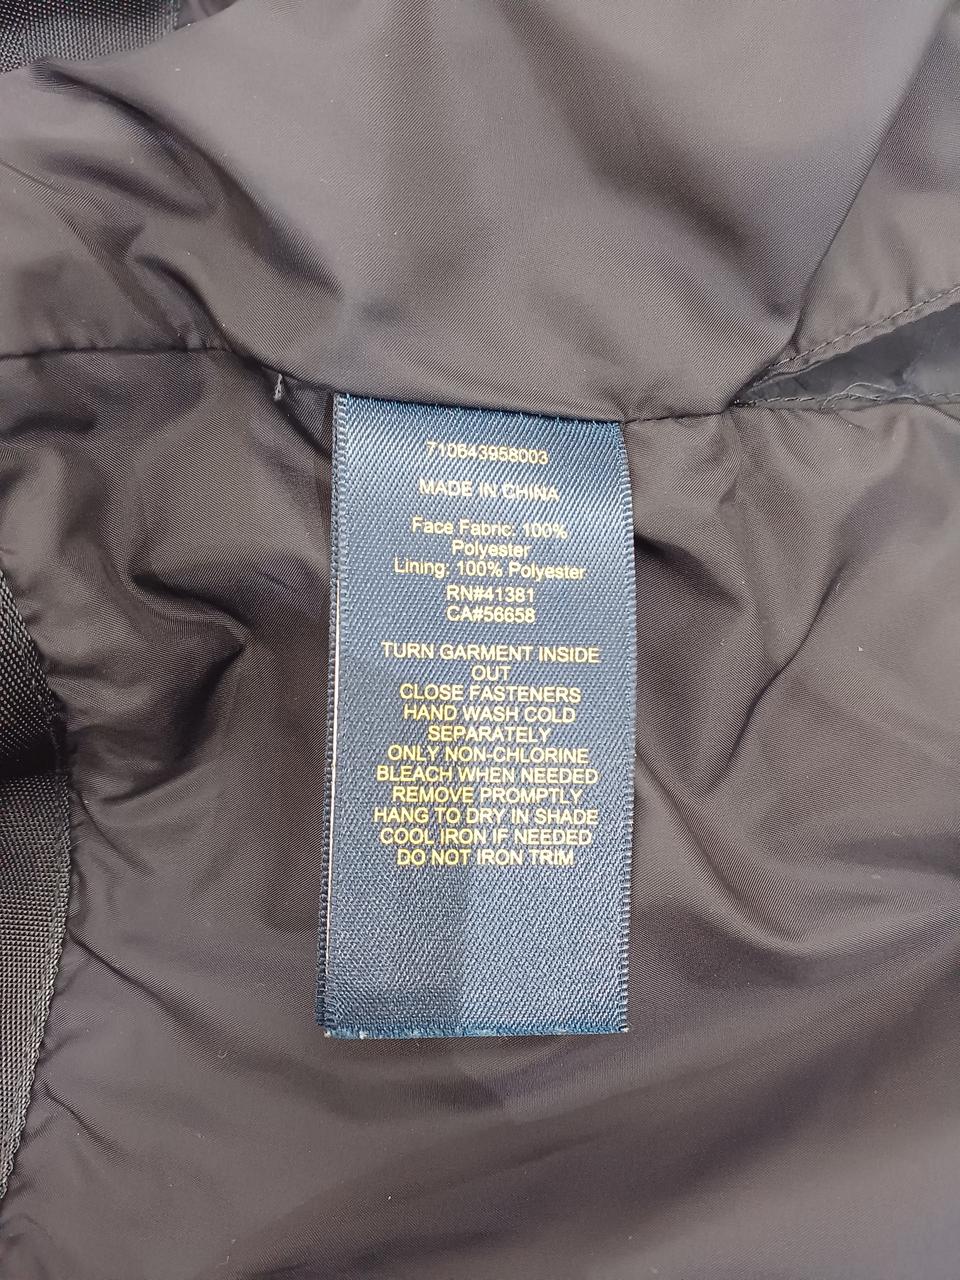 710643958003
MADE IN CHINA
Face Fabric: 100%
Polyester
Lining: 100% Polyester
RN#41381
CA#56658
TURN GARMENT INSIDE
OUT
CLOSE FASTENERS
HAND WASH COLD
SEPARATELY
ONLY NON-CHLORINE
BLEACH WHEN NEEDED
REMOVE PROMPTLY
HANG TO DRY IN SHADE
COOL IRON IF NEEDED
DO NOT IRON TRIM